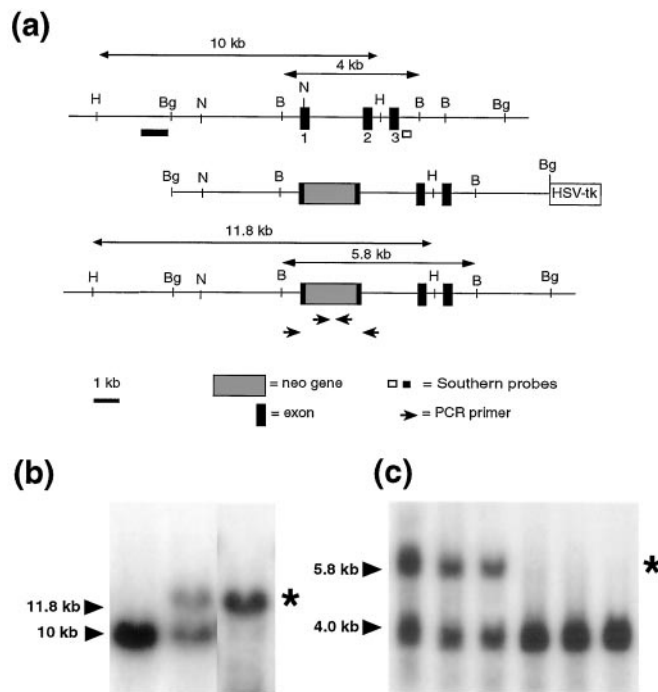 (a)
10 kb
4 kb
N
H Bg N B H B B Bg
1 2 3
Bg
Bg N B H B HSV-tk
11.8 kb
5.8 kb
H Bg N B H B Bg
1 kb
= neo gene
= Southern probes
= exon
= PCR primer
(b)
(c)
11.8 kb
10 kb
*
5.8 kb
4.0 kb
*